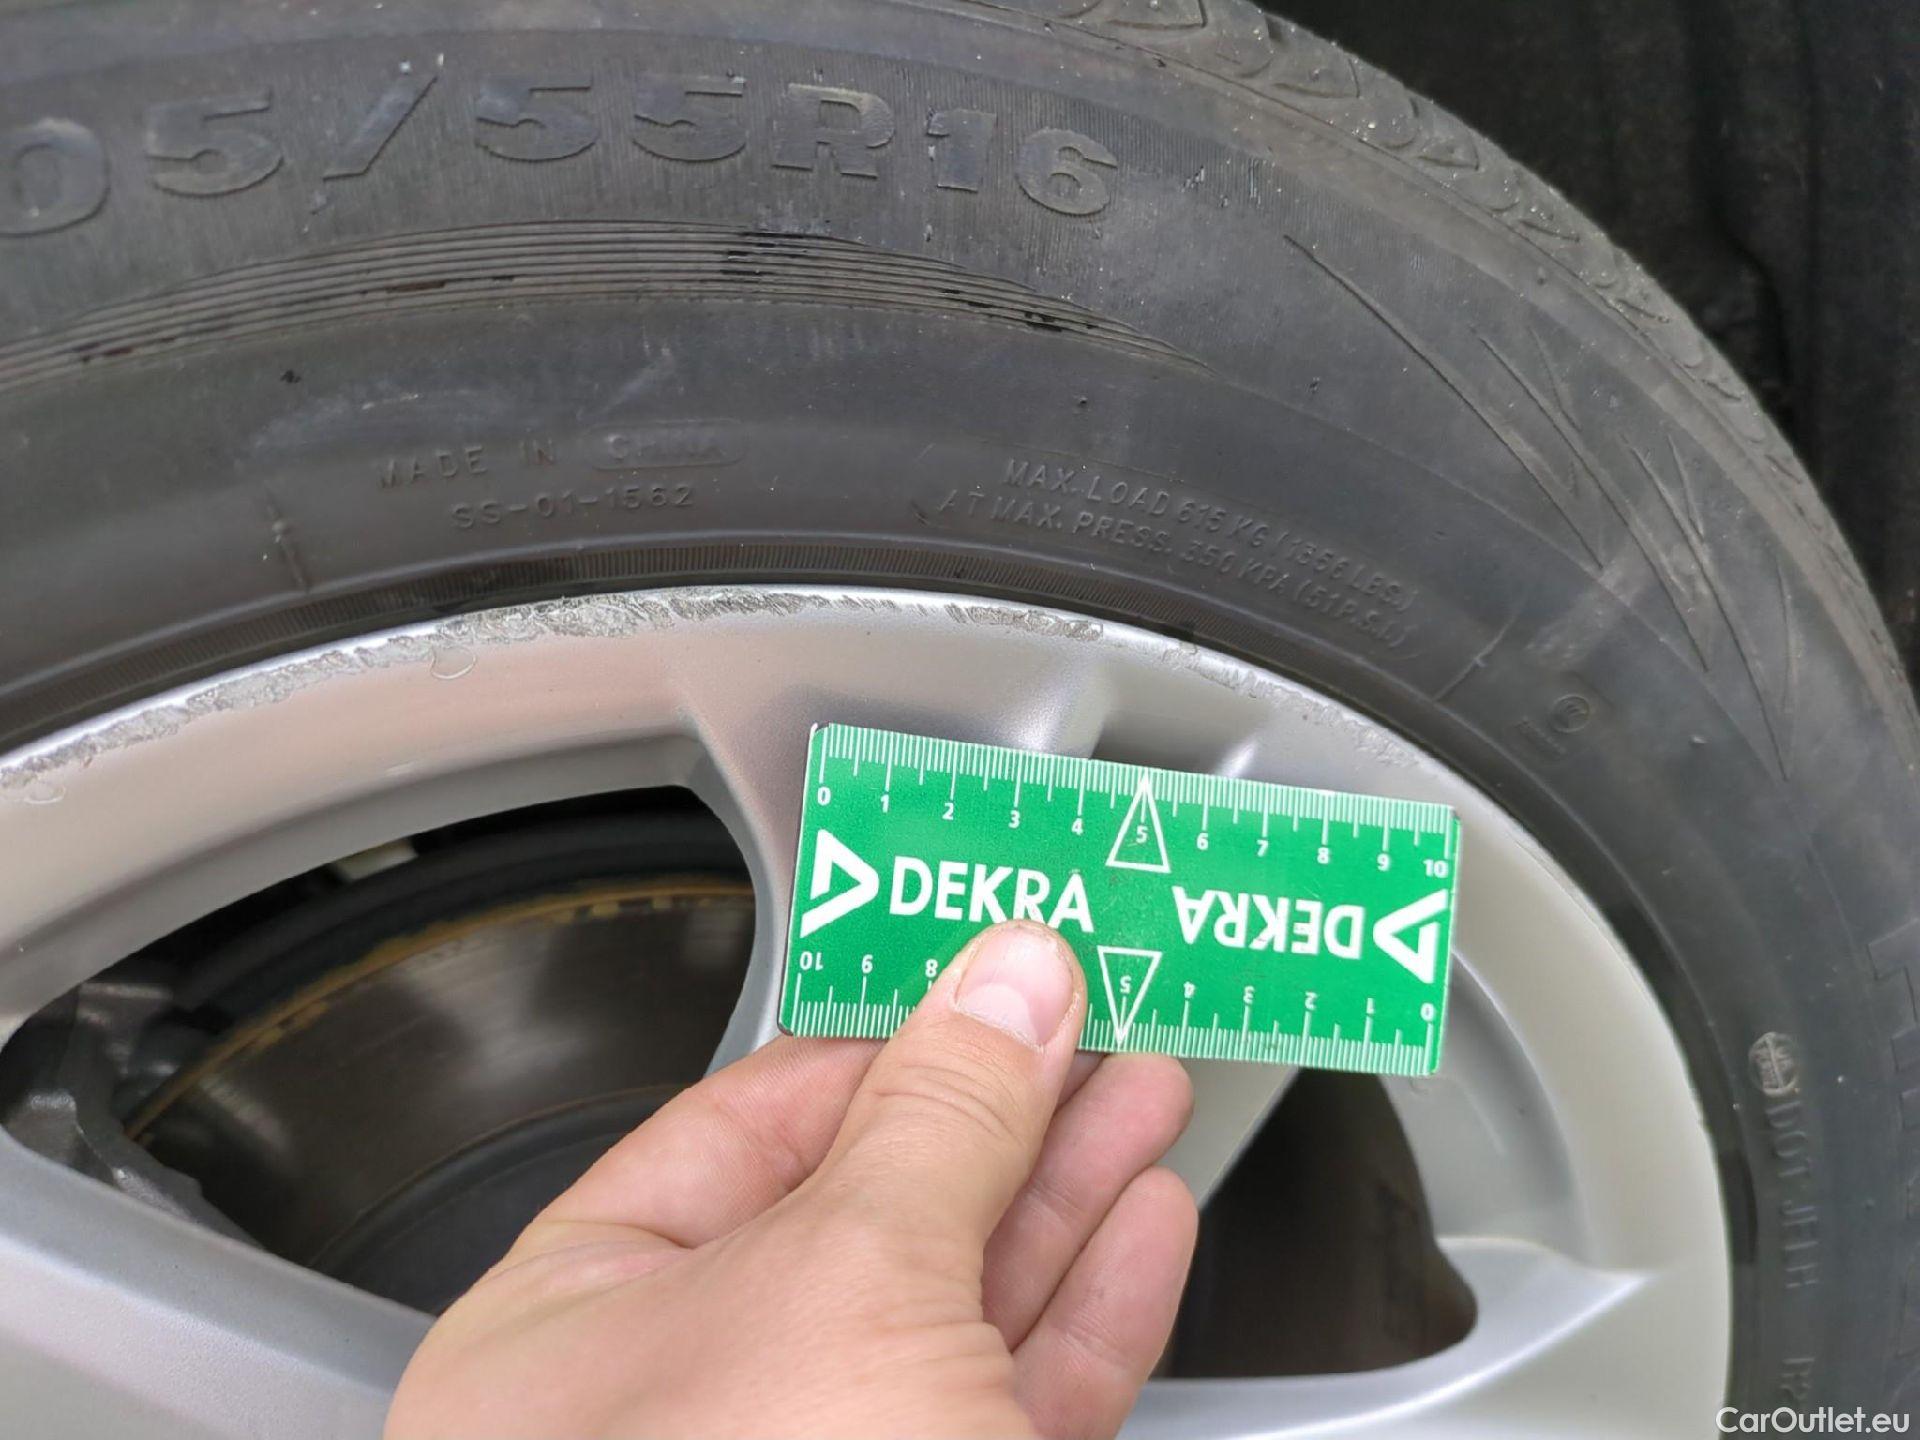 05/55R16
MADE IN CHINA
SS-01-1562
MAX. LOAD 615 KG (1356 LBS)
AT MAX. PRESS. 350 KPA (51 P.S.I.)
0 1 2 3 4 5 6 7 8 9 10
DEKRA DEKRA
10 9 8 5 4 3 2 1 0
DOT
CarOutlet.eu